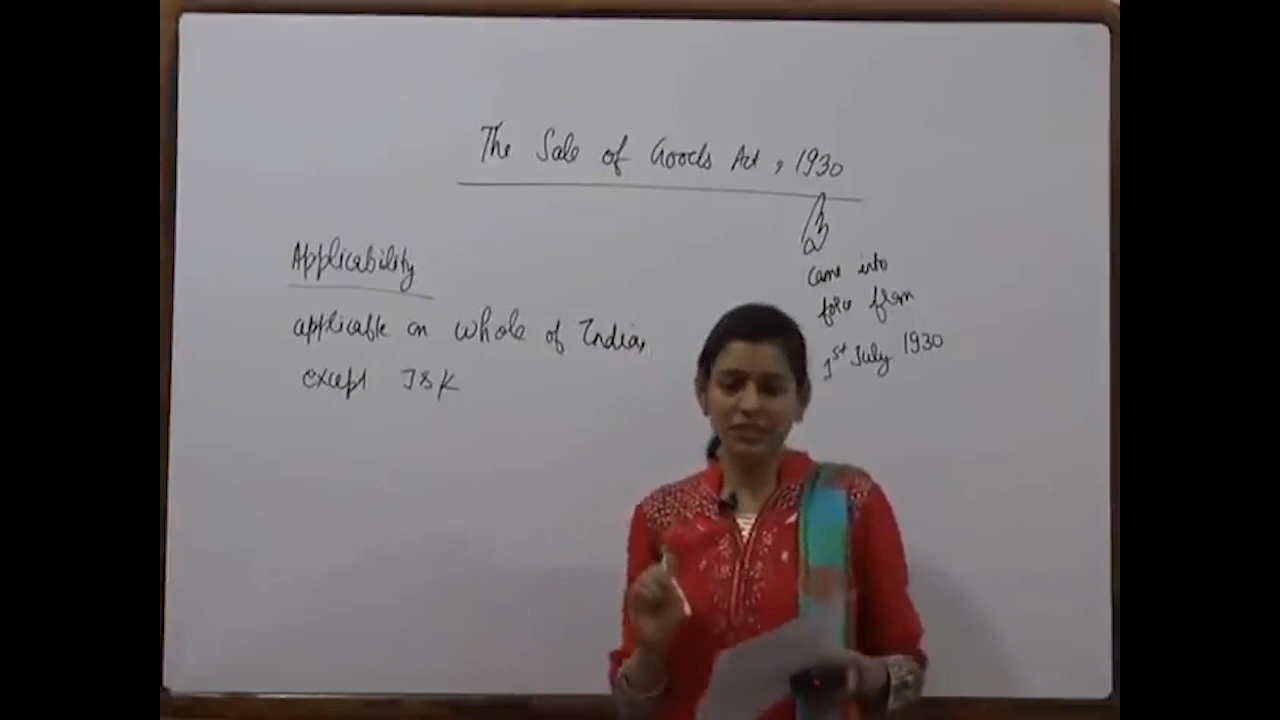 The Sale of Goods Act, 1930
came into
force from
1st July 1930
Applicability
applicable in whole of India,
except J&K